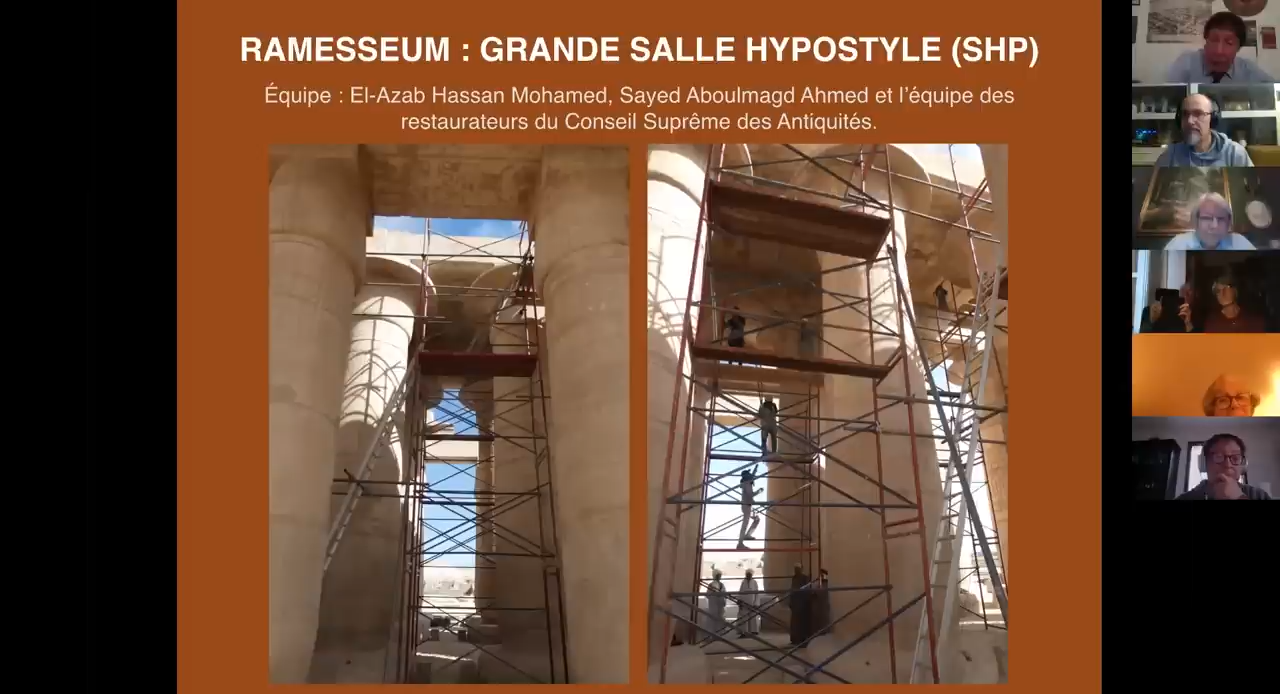 RAMESSEUM : GRANDE SALLE HYPOSTYLE (SHP)
Équipe : El-Azab Hassan Mohamed, Sayed Aboulmagd Ahmed et l’équipe des
restaurateurs du Conseil Suprême des Antiquités.